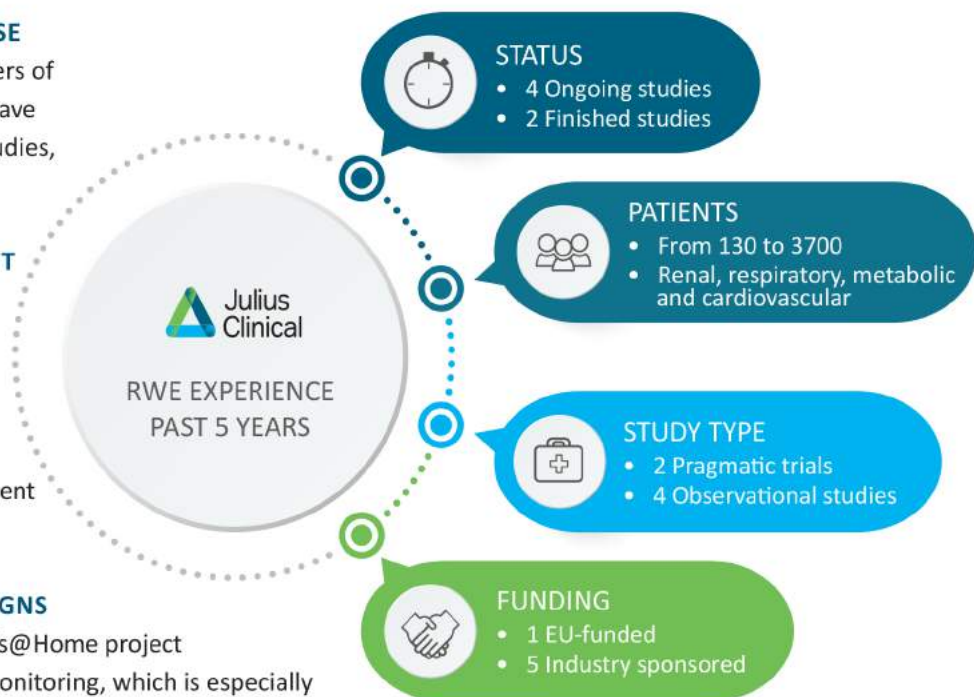 SE
ers of
ave
udies,
T
ent
GNS
s@Home project
onitoring, which is especially
Julius
Clinical
RWE EXPERIENCE
PAST 5 YEARS
STATUS
• 4 Ongoing studies
• 2 Finished studies
PATIENTS
• From 130 to 3700
• Renal, respiratory, metabolic
and cardiovascular
STUDY TYPE
• 2 Pragmatic trials
• 4 Observational studies
FUNDING
• 1 EU-funded
• 5 Industry sponsored